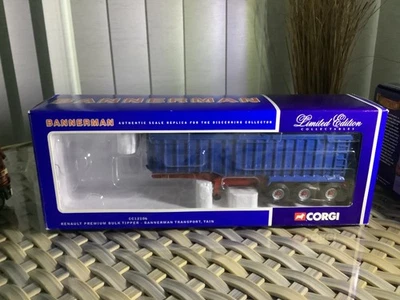 BANNERMAN
BANNERMAN
AUTHENTIC SCALE REPLICA FOR THE DISCERNING COLLECTOR
Limited Edition
COLLECTABLES
RENAULT PREMIUM BULK TIPPER - BANNERMAN TRANSPORT, TAIN
CORGI